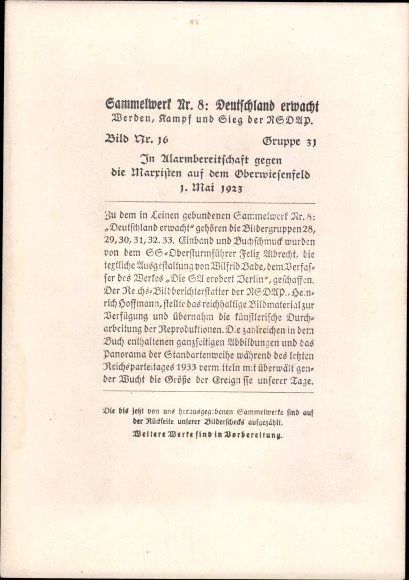 Sammelwerk Nr. 8: Deutschland erwacht
Werden, Kampf und Sieg der NSDAP.
Bild Nr. 16 Gruppe 31
In Alarmbereitschaft gegen
die Marxisten auf dem Oberwiesenfeld
1. Mai 1923
Zu dem in Leinen gebundenen Sammelwerk Nr. 8:
„Deutschland erwacht“ gehören die Bildergruppen 28,
29, 30, 31, 32, 33. Einband und Buchschmuck wurden
von dem SS-Obersturmführer Felix Albrecht, die
textliche Ausgestaltung von Wilfrid Bade, dem Verfas-
ser des Werkes „Die SA erobert Berlin“, geschaffen.
Der Reichs-Bildberichterstatter der NSDAP., Hein-
rich Hoffmann, stellte das reichhaltige Bildmaterial zur
Verfügung und übernahm die künstlerische Durch-
arbeitung der Reproduktionen. Die zahlreichen in dem
Buch enthaltenen ganzseitigen Abbildungen und das
Panorama der Standartenweihe während des letzten
Reichsparteitages 1933 vermitteln mit überwälti gen-
der Wucht die Größe der Ereignisse unserer Tage.
Die bis jetzt von uns herausgegebenen Sammelwerke sind auf
der Rückseite unserer Bilderschecks aufgezählt.
Weitere Werke sind in Vorbereitung.